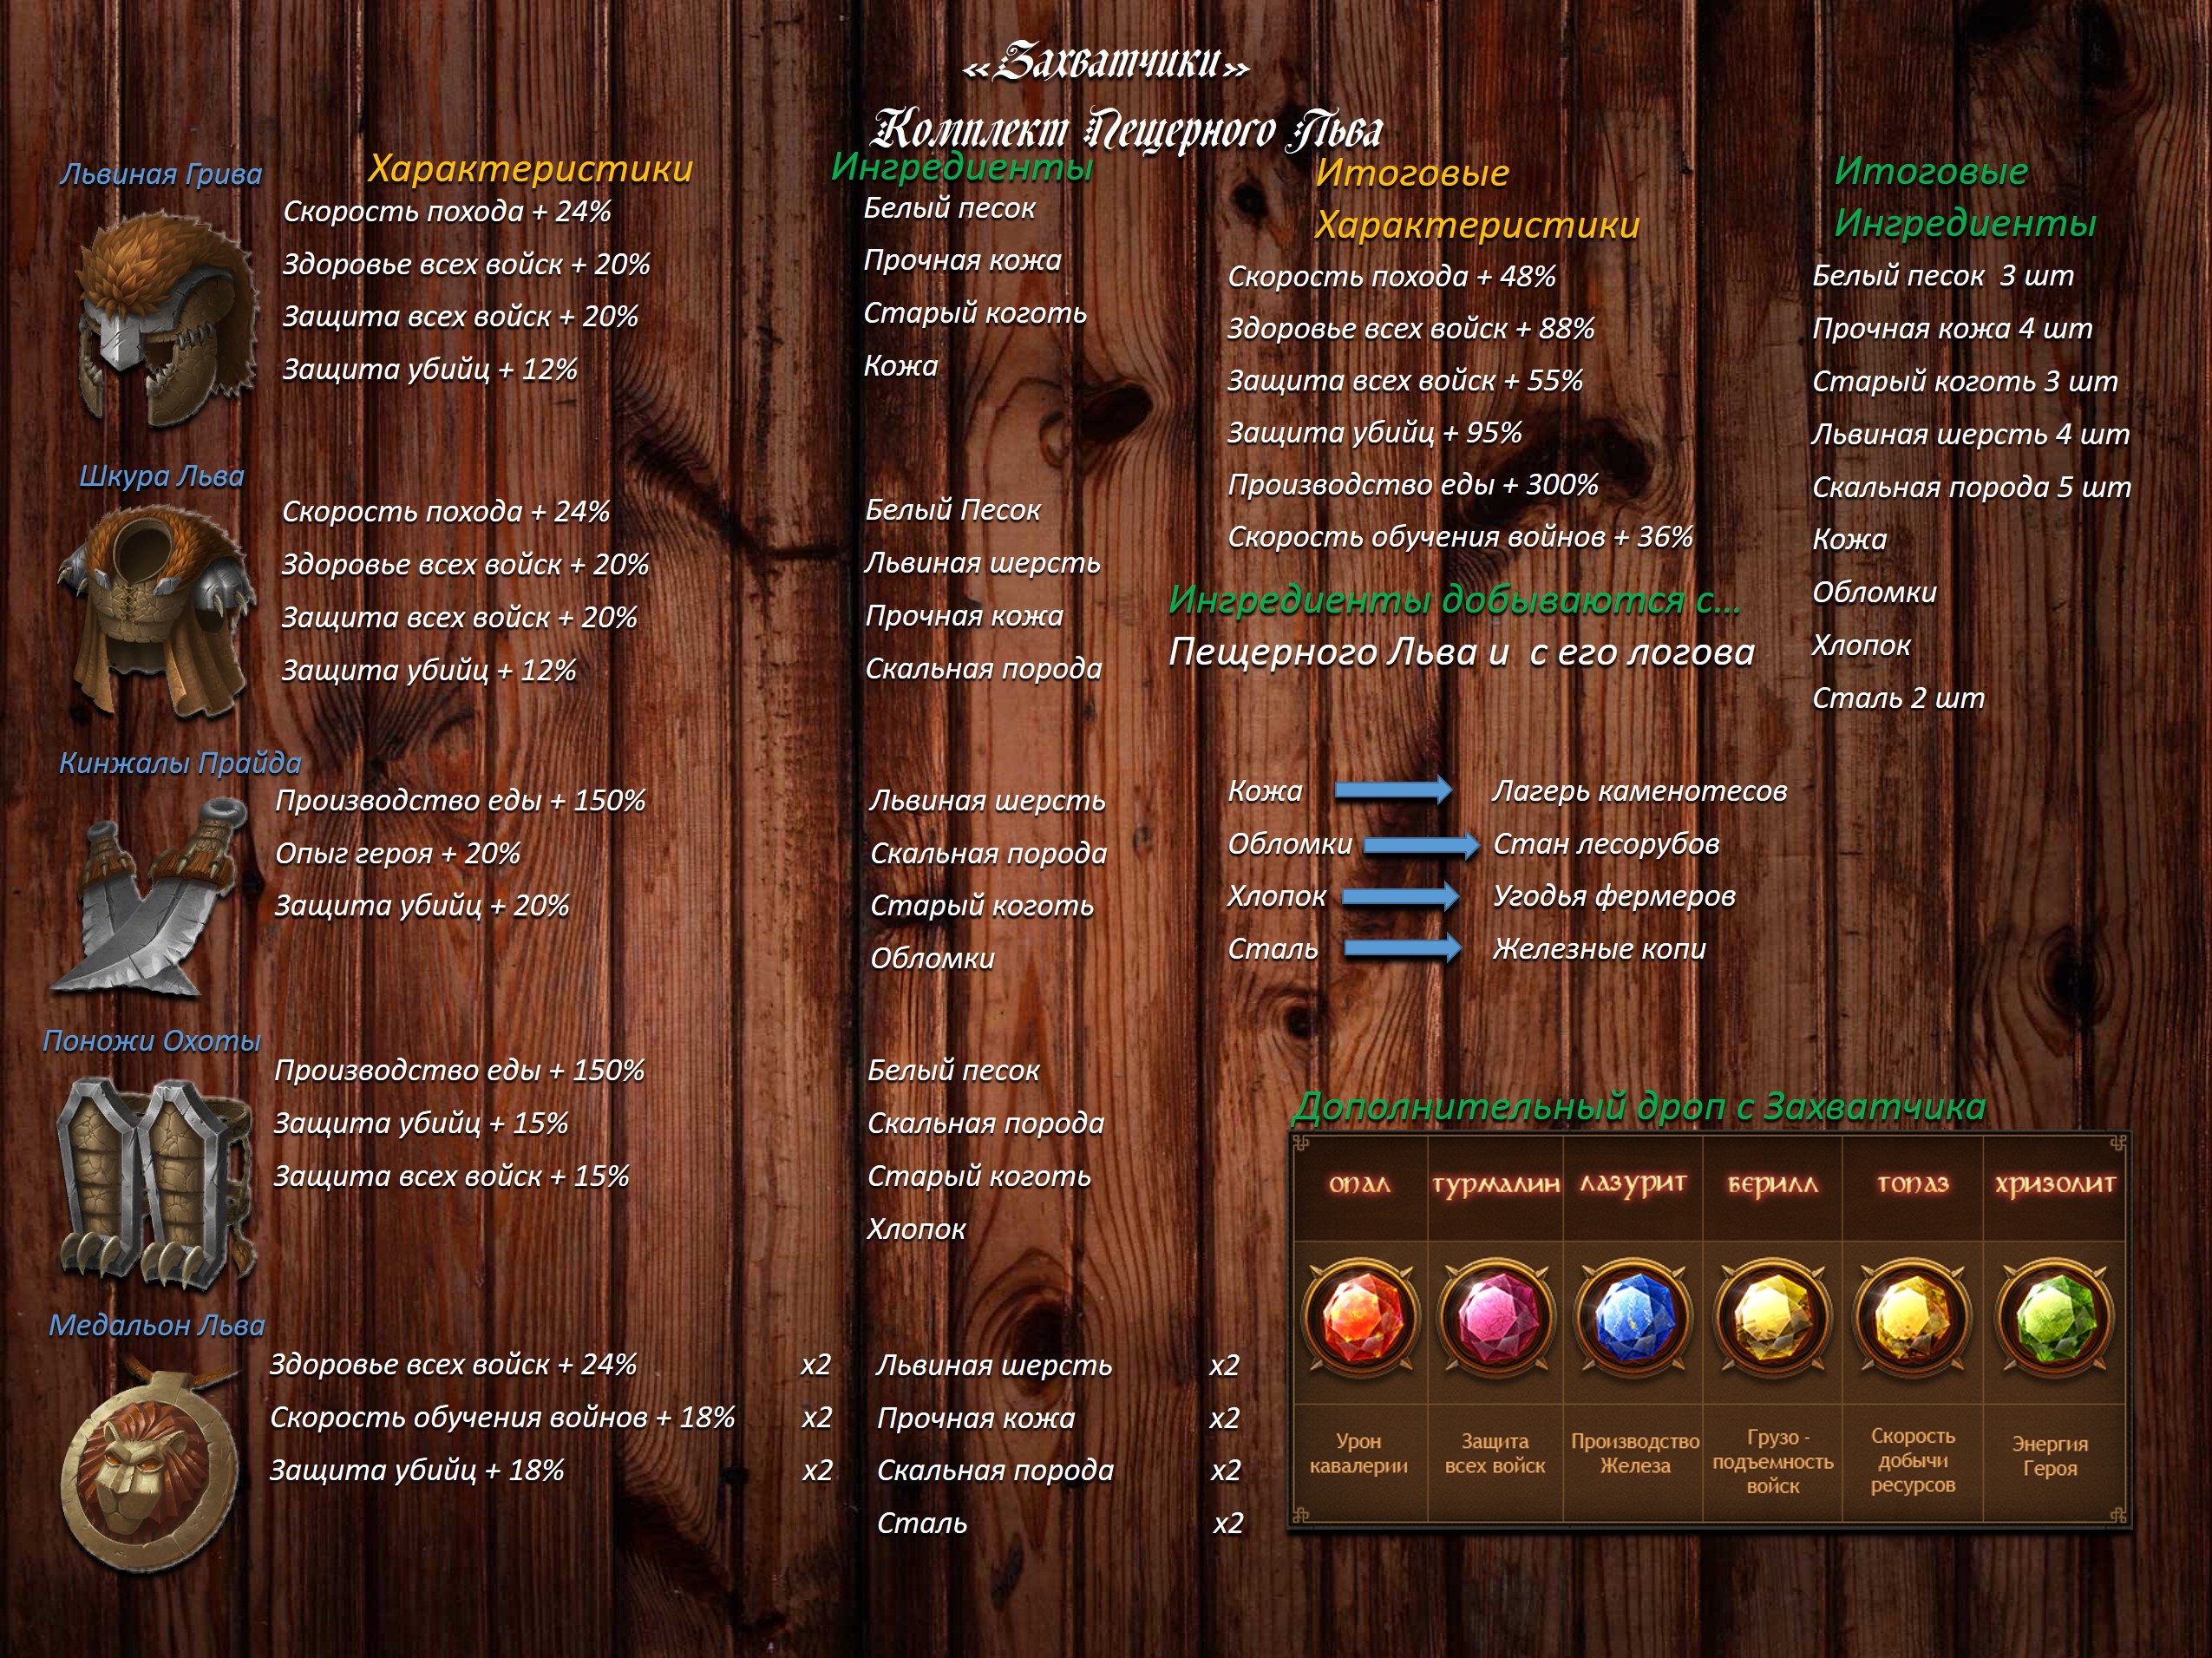 «Захватчики»
Комплект Пещерного Льва
Львиная Грива
Характеристики
Ингредиенты
Скорость похода + 24%
Здоровье всех войск + 20%
Защита всех войск + 20%
Защита убийц + 12%
Белый песок
Прочная кожа
Старый коготь
Кожа
Шкура Льва
Скорость похода + 24%
Здоровье всех войск + 20%
Защита всех войск + 20%
Защита убийц + 12%
Белый Песок
Львиная шерсть
Прочная кожа
Скальная порода
Кинжалы Прайда
Производство еды + 150%
Опыг героя + 20%
Защита убийц + 20%
Львиная шерсть
Скальная порода
Старый коготь
Обломки
Поножи Охоты
Производство еды + 150%
Защита убийц + 15%
Защита всех войск + 15%
Белый песок
Скальная порода
Старый коготь
Хлопок
Медальон Льва
Здоровье всех войск + 24% x2
Скорость обучения войнов + 18% x2
Защита убийц + 18% x2
Львиная шерсть x2
Прочная кожа x2
Скальная порода x2
Сталь x2
Итоговые
Характеристики
Скорость похода + 48%
Здоровье всех войск + 88%
Защита всех войск + 55%
Защита убийц + 95%
Производство еды + 300%
Скорость обучения войнов + 36%
Итоговые
Ингредиенты
Белый песок 3 шт
Прочная кожа 4 шт
Старый коготь 3 шт
Львиная шерсть 4 шт
Скальная порода 5 шт
Кожа
Обломки
Хлопок
Сталь 2 шт
Ингредиенты добываются с...
Пещерного Льва и с его логова
Кожа Лагерь каменотесов
Обломки Стан лесорубов
Хлопок Угодья фермеров
Сталь Железные копи
Дополнительный дроп с Захватчика
ОПАЛ ТУРМАЛИН ЛАЗУРИТ БЕРИЛЛ ТОПАЗ ХРИЗОЛИТ
Урон
кавалерии
Защита
всех войск
Производство
Железа
Грузо -
подъемность
войск
Скорость
добычи
ресурсов
Энергия
Героя